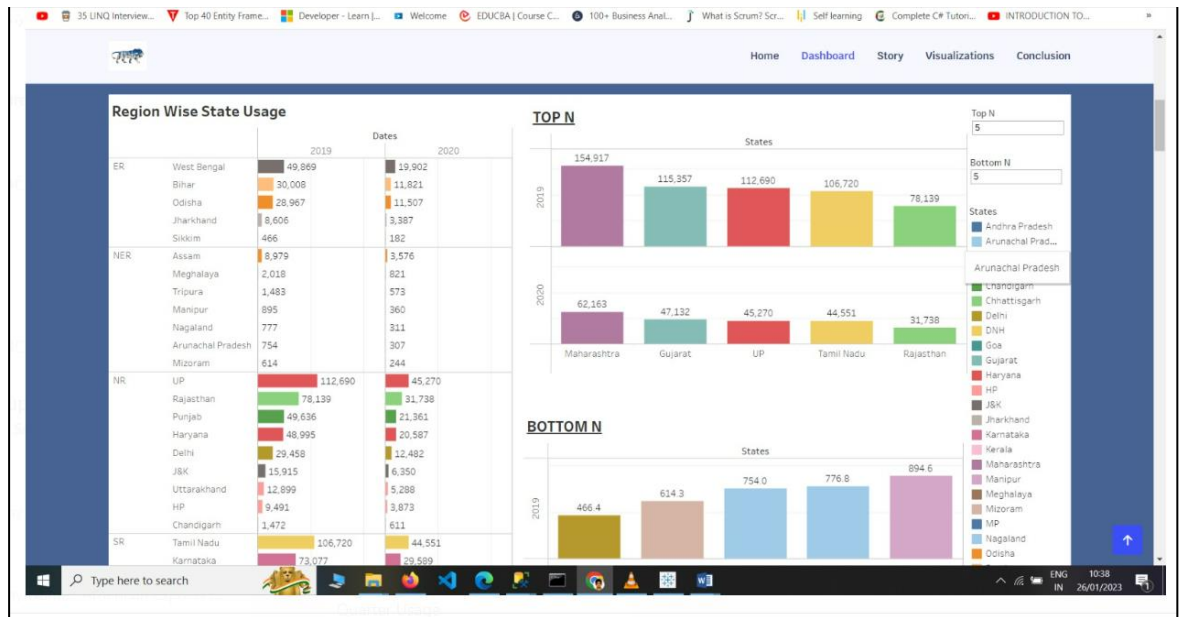 35 LINQ Interview... Top 40 Entity Frame... Developer - Learn |... Welcome EDUCBA | Course C... 100+ Business Anal... What is Scrum? Scr... Self learning Complete C# Tutori... INTRODUCTION TO... »
Home Dashboard Story Visualizations Conclusion
Region Wise State Usage
Dates
2019 2020
ER West Bengal 49,869 19,902
Bihar 30,008 11,821
Odisha 28,967 11,507
Jharkhand 8,606 3,387
Sikkim 466 182
NER Assam 8,979 3,576
Meghalaya 2,018 821
Tripura 1,483 573
Manipur 895 360
Nagaland 777 311
Arunachal Pradesh 754 307
Mizoram 614 244
NR UP 112,690 45,270
Rajasthan 78,139 31,738
Punjab 49,636 21,361
Haryana 48,995 20,587
Delhi 29,458 12,482
J&K 15,915 6,350
Uttarakhand 12,899 5,288
HP 9,491 3,873
Chandigarh 1,472 611
SR Tamil Nadu 106,720 44,551
Karnataka 73,077 29,589
TOP N
States
2019
154,917 115,357 112,690 106,720 78,139
2020
62,163 47,132 45,270 44,551 31,738
Maharashtra Gujarat UP Tamil Nadu Rajasthan
BOTTOM N
States
2019
466.4 614.3 754.0 776.8 894.6
Top N
5
Bottom N
5
States
Andhra Pradesh
Arunachal Prad...
Arunachal Pradesh
Chandigarh
Chhattisgarh
Delhi
DNH
Goa
Gujarat
Haryana
HP
J&K
Jharkhand
Karnataka
Kerala
Maharashtra
Manipur
Meghalaya
Mizoram
MP
Nagaland
Odisha
Type here to search
ENG 10:38
IN 26/01/2023